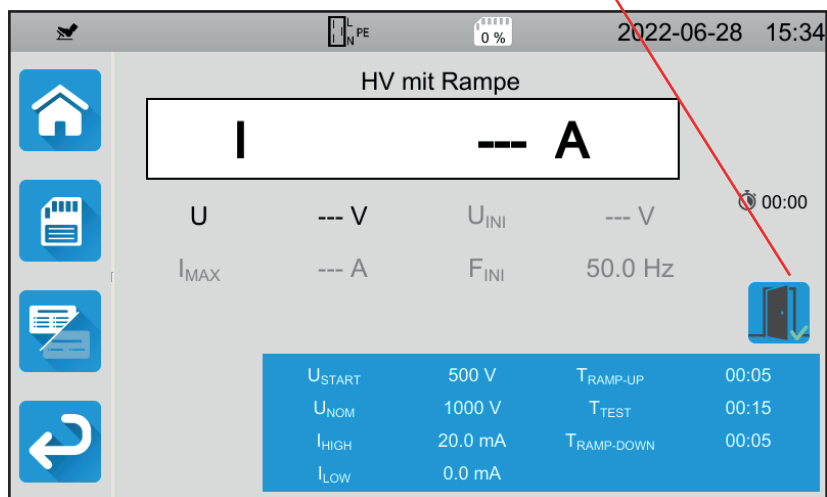 L
N PE 0 % 2022-06-28 15:34
HV mit Rampe
I --- A
U --- V UINI --- V 00:00
IMAX --- A FINI 50.0 Hz
USTART 500 V TRAMP-UP 00:05
UNOM 1000 V TTEST 00:15
IHIGH 20.0 mA TRAMP-DOWN 00:05
ILOW 0.0 mA